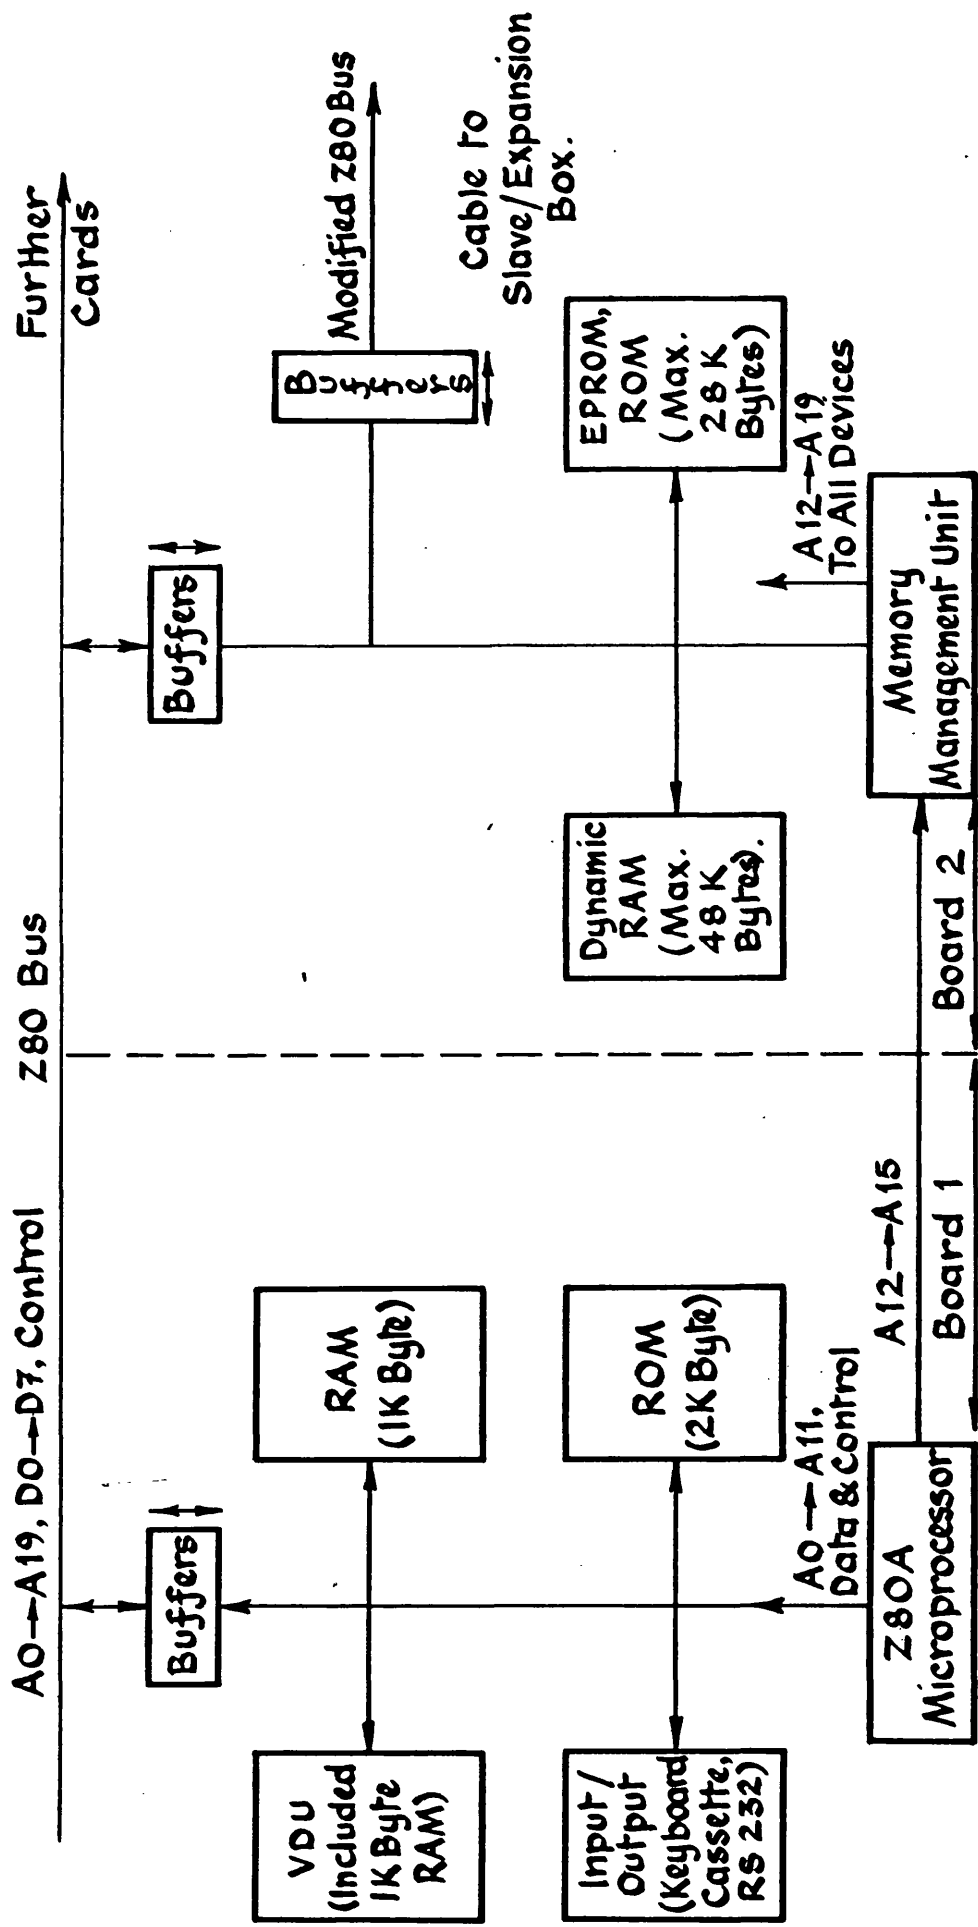 A0→A19, D0→D7, Control
Z80 Bus
Further
Cards
Buffers
Buffers
Buffers
Modified Z80 Bus
Cable to
Slave/Expansion
Box.
VDU
(Included
1K Byte
RAM)
RAM
(1K Byte)
Input/
Output
(Keyboard
Cassette,
RS 232)
ROM
(2K Byte)
Dynamic
RAM
(Max.
48 K
Bytes).
EPROM,
ROM
(Max.
28 K
Bytes)
A0→A11,
Data & Control
A12→A19
To All Devices
Z80A
Microprocessor
A12→A15
Board 1
Board 2
Memory
Management Unit